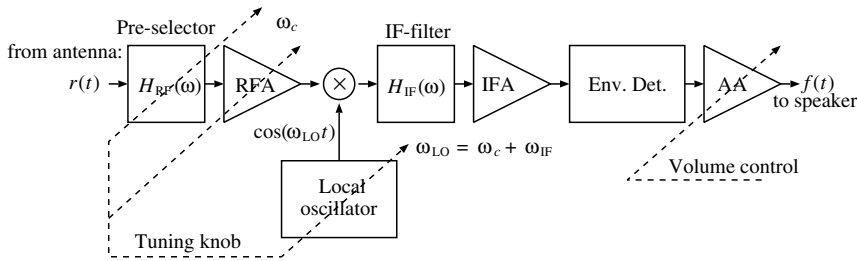 Pre-selector
ω_c
IF-filter
from antenna:
r(t)
H_RF(ω)
RFA
×
H_IF(ω)
IFA
Env. Det.
AA
f(t)
to speaker
cos(ω_LO t)
ω_LO = ω_c + ω_IF
Volume control
Local
oscillator
Tuning knob